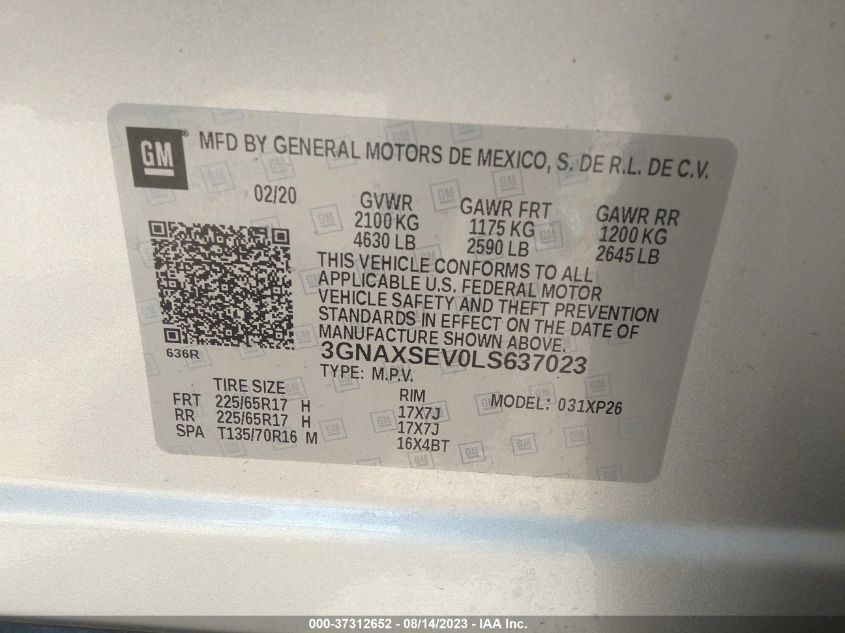 GM ® MFD BY GENERAL MOTORS DE MEXICO, S. DE R.L. DE C.V.
02/20
GVWR GAWR FRT GAWR RR
2100 KG 1175 KG 1200 KG
4630 LB 2590 LB 2645 LB
THIS VEHICLE CONFORMS TO ALL
APPLICABLE U.S. FEDERAL MOTOR
VEHICLE SAFETY AND THEFT PREVENTION
STANDARDS IN EFFECT ON THE DATE OF
MANUFACTURE SHOWN ABOVE.
636R
3GNAXSEV0LS637023
TYPE: M.P.V.
TIRE SIZE RIM MODEL: 031XP26
FRT 225/65R17 H 17X7J
RR 225/65R17 H 17X7J
SPA T135/70R16 M 16X4BT
000-37312652 - 08/14/2023 - IAA Inc.